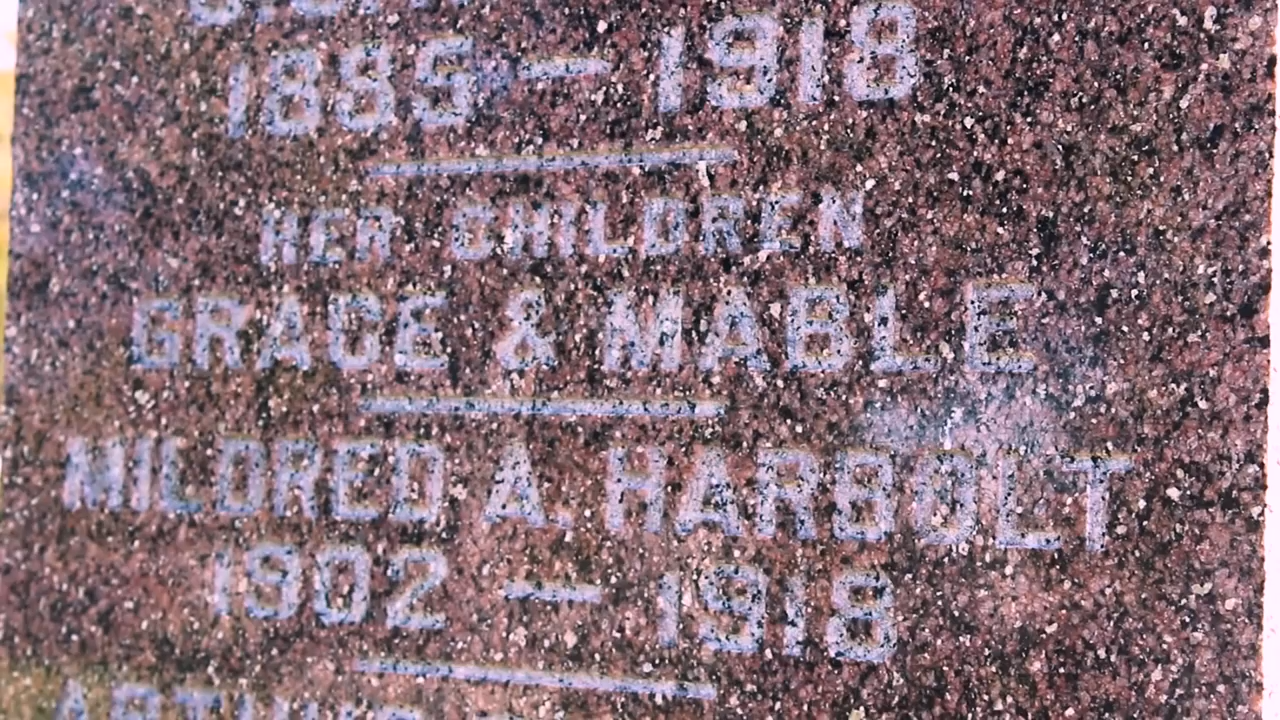 1885 — 1918
HER CHILDREN
GRACE & MABLE
MILDRED A. HARBOLT
1902 — 1918